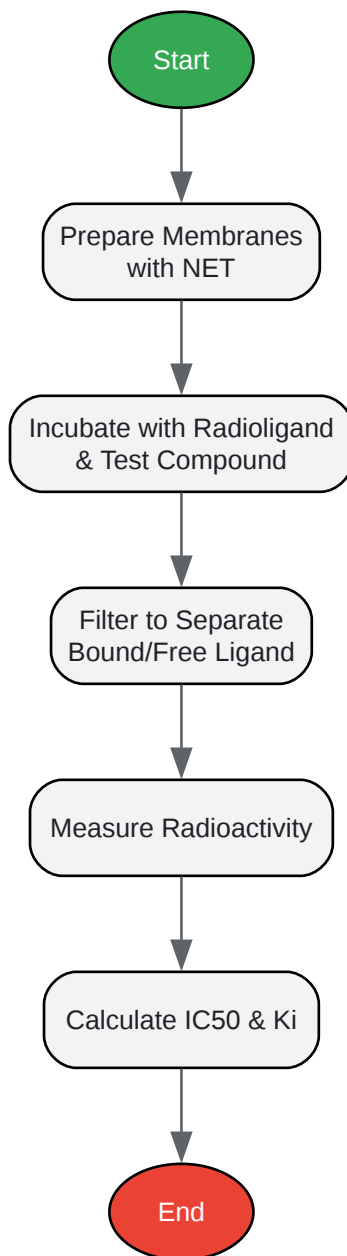 Start
Prepare Membranes
with NET
Incubate with Radioligand
& Test Compound
Filter to Separate
Bound/Free Ligand
Measure Radioactivity
Calculate IC50 & Ki
End